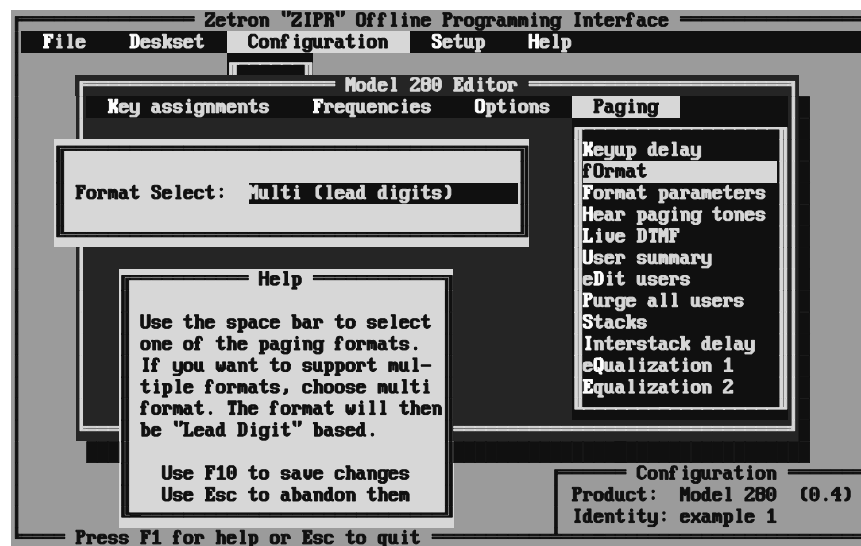 Zetron "ZIPR" Offline Programming Interface
File Deskset Configuration Setup Help
Model 280 Editor
Key assignments Frequencies Options Paging
Format Select: Multi (lead digits)
Keyup delay
fOrmat
Format parameters
Hear paging tones
Live DTMF
User summary
eDit users
Purge all users
Stacks
Interstack delay
eQualization 1
Equalization 2
Help
Use the space bar to select
one of the paging formats.
If you want to support mul-
tiple formats, choose multi
format. The format will then
be "Lead Digit" based.
Use F10 to save changes
Use Esc to abandon them
Configuration
Product: Model 280 (0.4)
Identity: example 1
Press F1 for help or Esc to quit